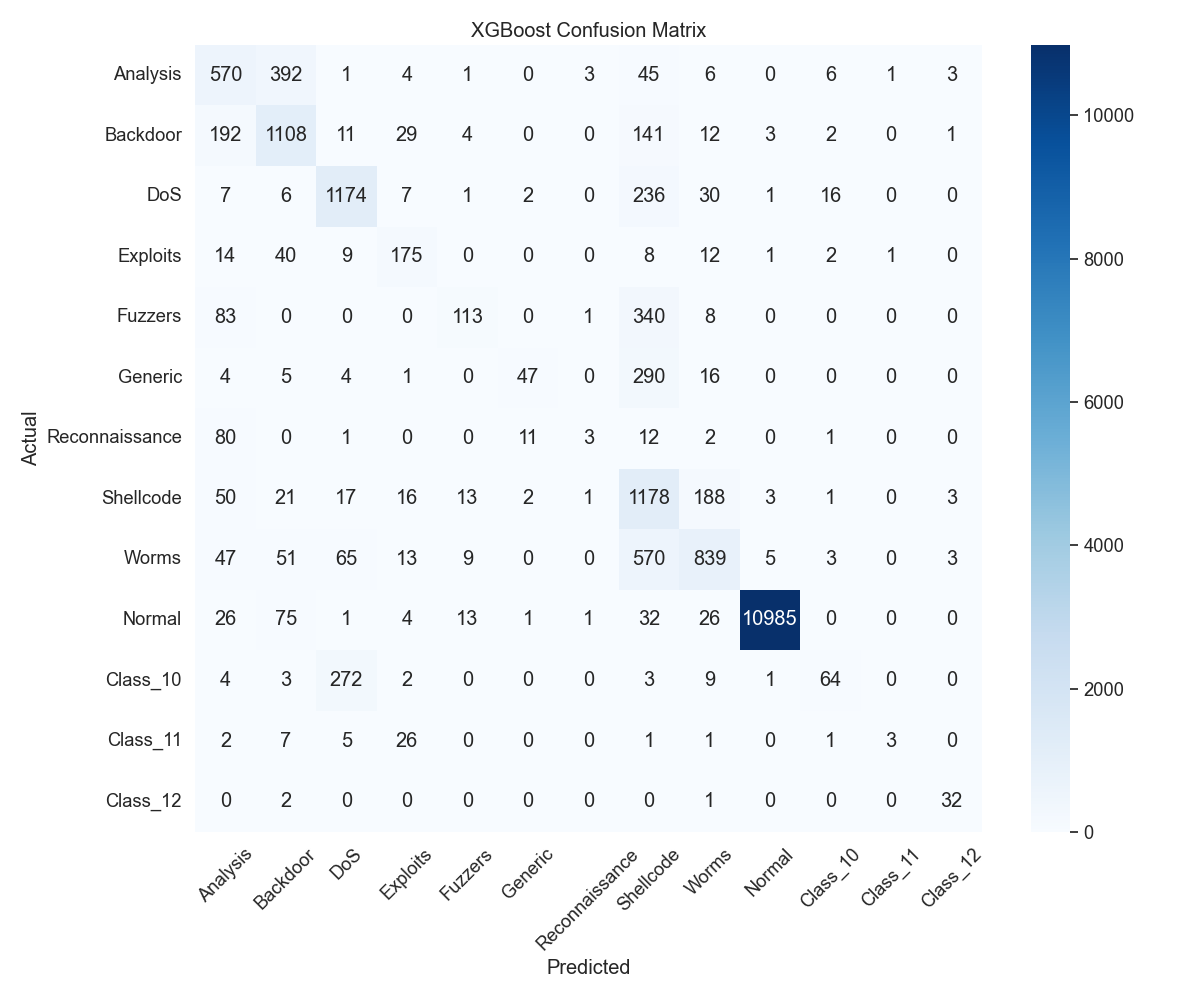 XGBoost Confusion Matrix
Analysis 570 392 1 4 1 0 3 45 6 0 6 1 3
Backdoor 192 1108 11 29 4 0 0 141 12 3 2 0 1
DoS 7 6 1174 7 1 2 0 236 30 1 16 0 0
Exploits 14 40 9 175 0 0 0 8 12 1 2 1 0
Fuzzers 83 0 0 0 113 0 1 340 8 0 0 0 0
Generic 4 5 4 1 0 47 0 290 16 0 0 0 0
Reconnaissance 80 0 1 0 0 11 3 12 2 0 1 0 0
Shellcode 50 21 17 16 13 2 1 1178 188 3 1 0 3
Worms 47 51 65 13 9 0 0 570 839 5 3 0 3
Normal 26 75 1 4 13 1 1 32 26 10985 0 0 0
Class_10 4 3 272 2 0 0 0 3 9 1 64 0 0
Class_11 2 7 5 26 0 0 0 1 1 0 1 3 0
Class_12 0 2 0 0 0 0 0 0 1 0 0 0 32
Analysis Backdoor DoS Exploits Fuzzers Generic Reconnaissance Shellcode Worms Normal Class_10 Class_11 Class_12
Predicted
Actual
10000
8000
6000
4000
2000
0